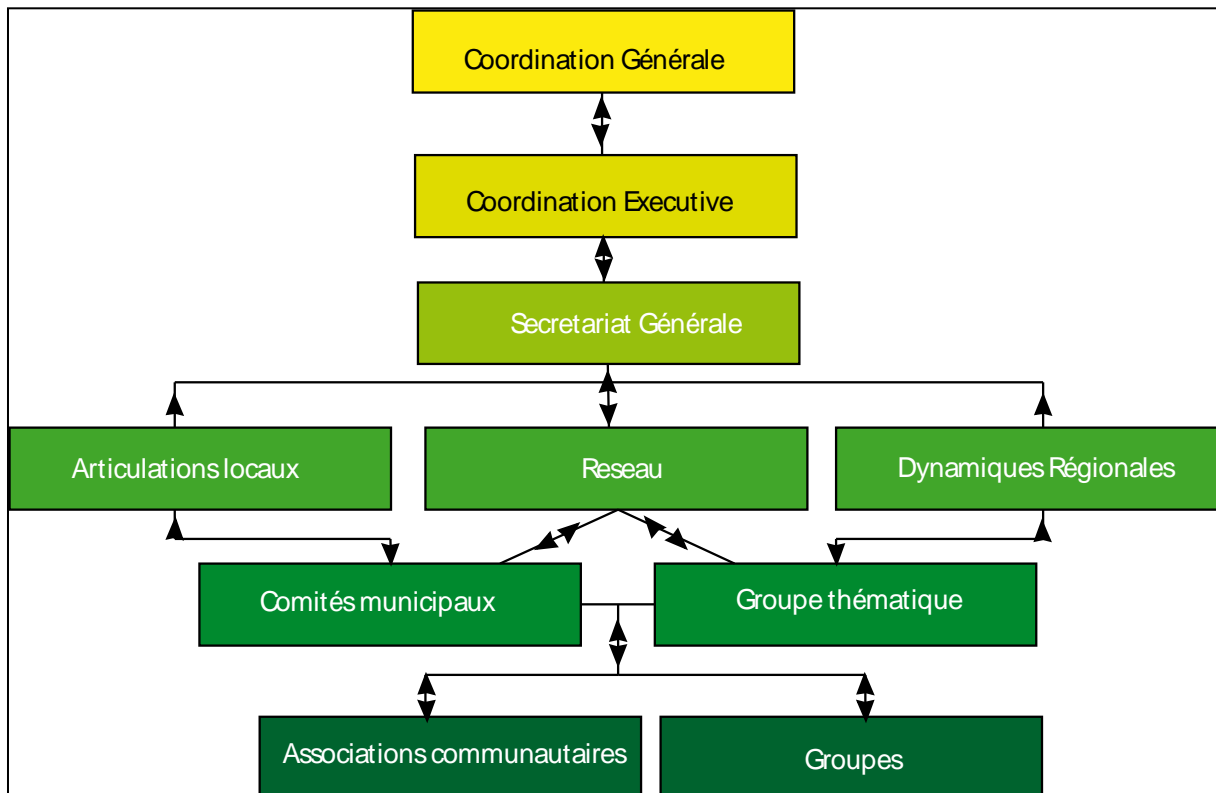 Coordination Générale
Coordination Executive
Secretariat Générale
Articulations locaux
Reseau
Dynamiques Régionales
Comités municipaux
Groupe thématique
Associations communautaires
Groupes